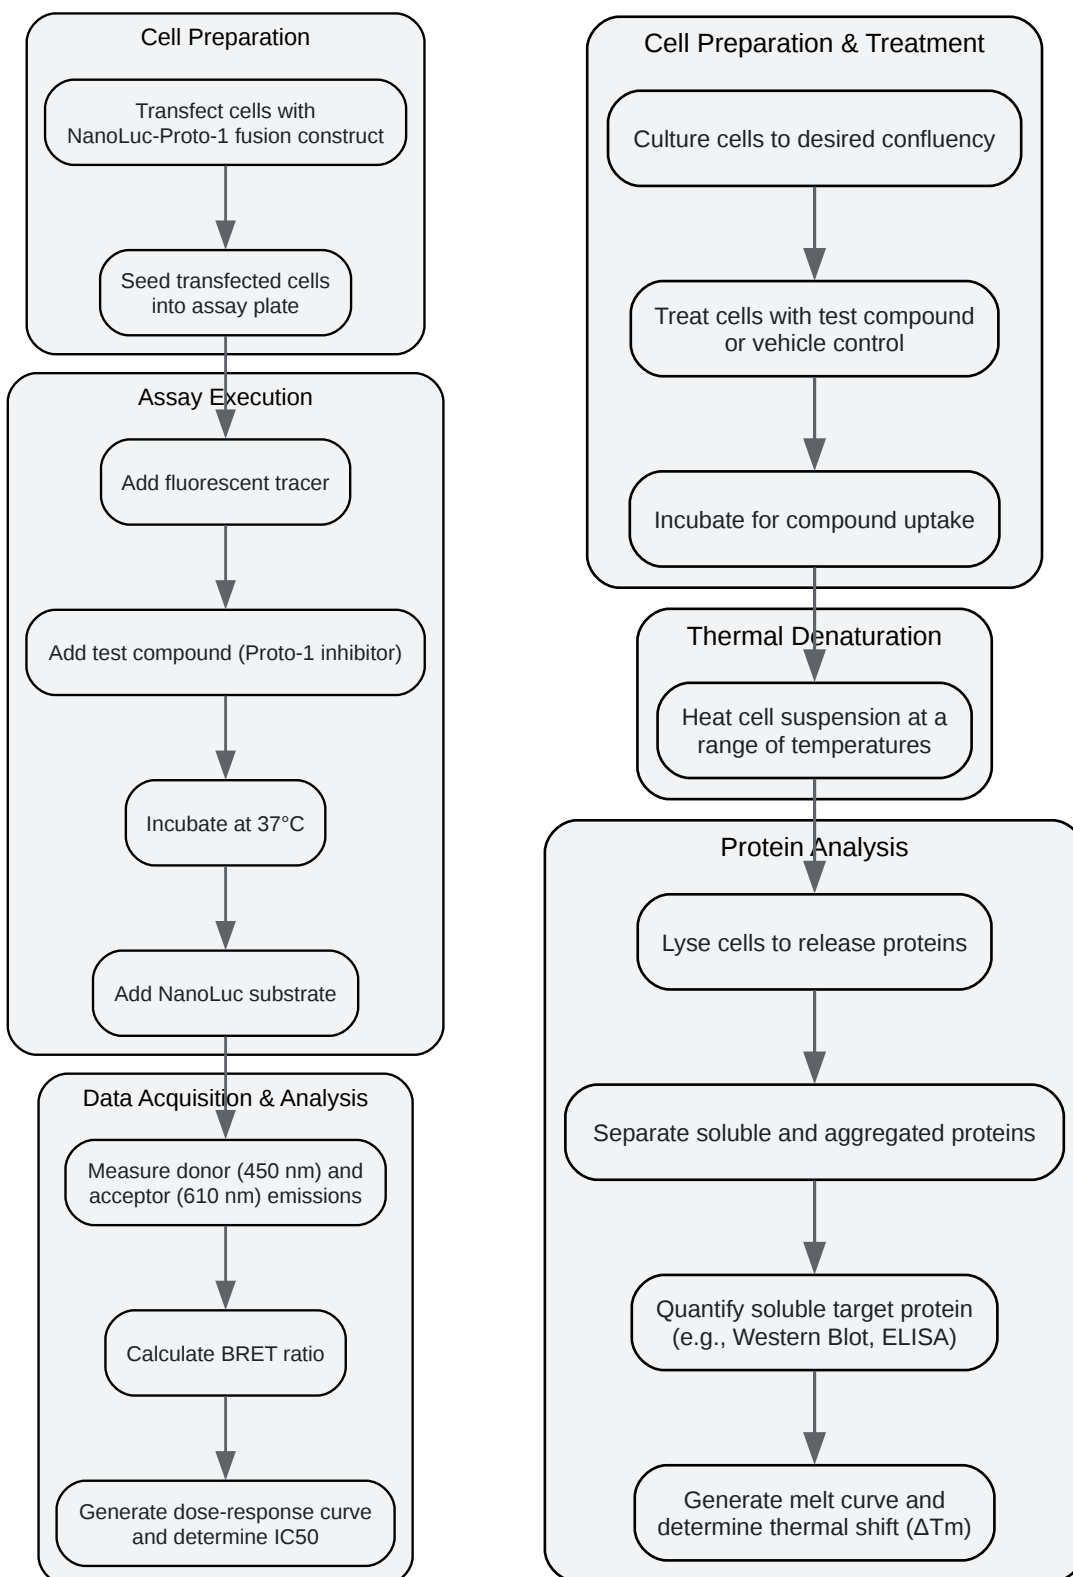 Cell Preparation
Transfect cells with
NanoLuc-Proto-1 fusion construct
Seed transfected cells
into assay plate
Assay Execution
Add fluorescent tracer
Add test compound (Proto-1 inhibitor)
Incubate at 37°C
Add NanoLuc substrate
Data Acquisition & Analysis
Measure donor (450 nm) and
acceptor (610 nm) emissions
Calculate BRET ratio
Generate dose-response curve
and determine IC50
Cell Preparation & Treatment
Culture cells to desired confluency
Treat cells with test compound
or vehicle control
Incubate for compound uptake
Thermal Denaturation
Heat cell suspension at a
range of temperatures
Protein Analysis
Lyse cells to release proteins
Separate soluble and aggregated proteins
Quantify soluble target protein
(e.g., Western Blot, ELISA)
Generate melt curve and
determine thermal shift (ΔTm)